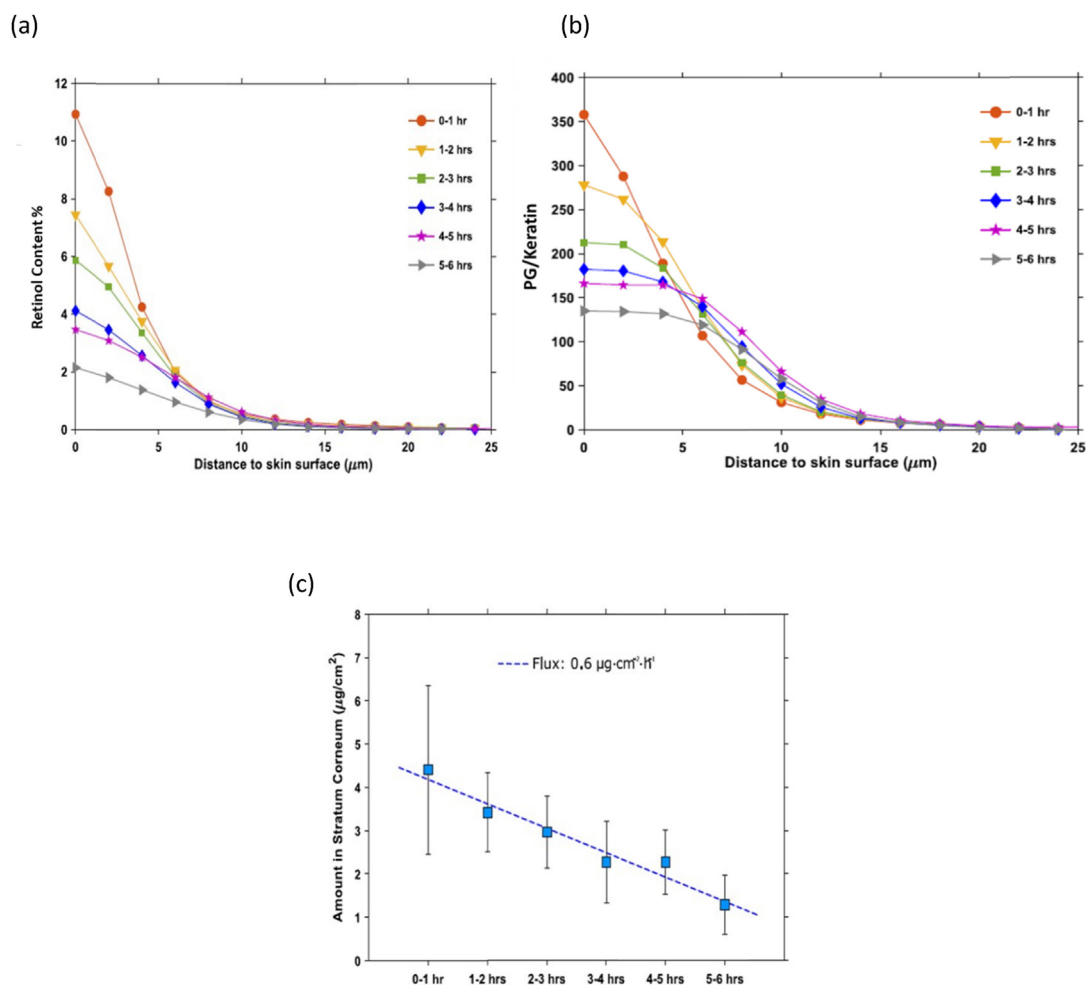 (a)
12
10
8
6
4
2
0
0
5
10
15
20
25
Retinol Content %
Distance to skin surface (μm)
0-1 hr
1-2 hrs
2-3 hrs
3-4 hrs
4-5 hrs
5-6 hrs
(b)
400
350
300
250
200
150
100
50
0
0
5
10
15
20
25
PG/Keratin
Distance to skin surface (μm)
0-1 hr
1-2 hrs
2-3 hrs
3-4 hrs
4-5 hrs
5-6 hrs
(c)
8
7
6
5
4
3
2
1
0
Amount in Stratum Corneum (μg/cm²)
Flux: 0.6 μg·cm⁻²·h⁻¹
0-1 hr
1-2 hrs
2-3 hrs
3-4 hrs
4-5 hrs
5-6 hrs